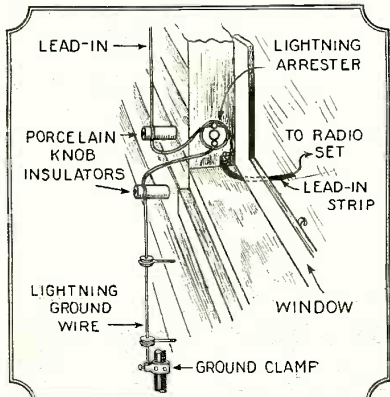 LEAD-IN
LIGHTNING
ARRESTER
PORCELAIN
KNOB
INSULATORS
TO RADIO
SET
LEAD-IN
STRIP
LIGHTNING
GROUND
WIRE
WINDOW
GROUND CLAMP